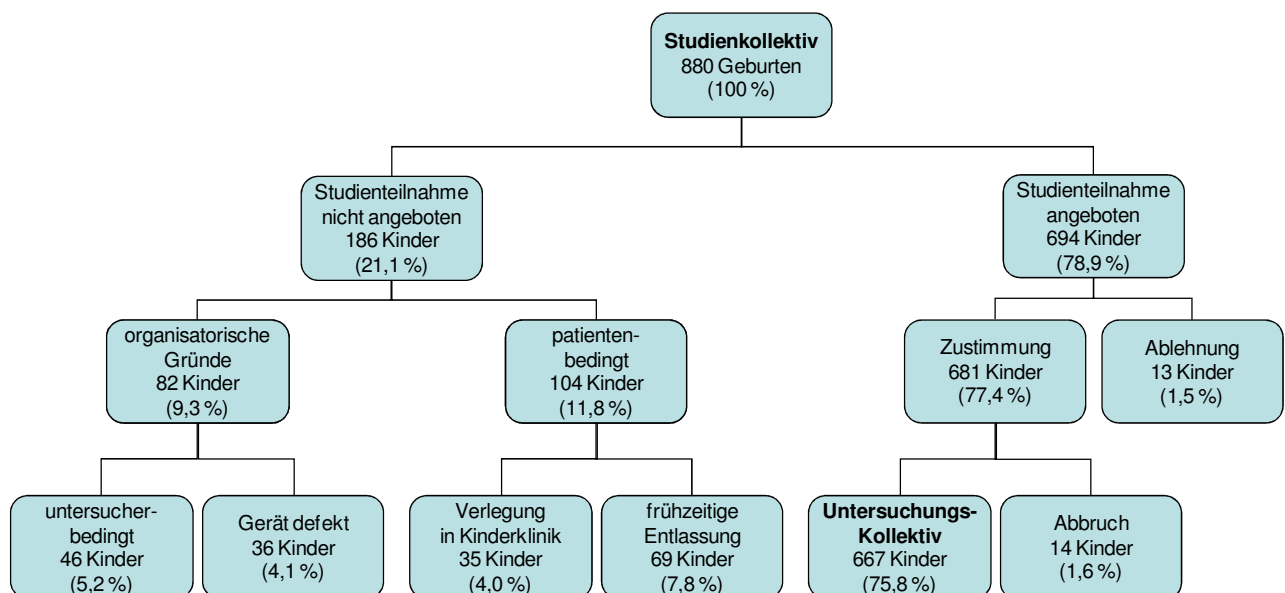 Studienkollektiv
880 Geburten
(100 %)
Studienteilnahme
nicht angeboten
186 Kinder
(21,1 %)
Studienteilnahme
angeboten
694 Kinder
(78,9 %)
organisatorische
Gründe
82 Kinder
(9,3 %)
patienten-
bedingt
104 Kinder
(11,8 %)
Zustimmung
681 Kinder
(77,4 %)
Ablehnung
13 Kinder
(1,5 %)
untersucher-
bedingt
46 Kinder
(5,2 %)
Gerät defekt
36 Kinder
(4,1 %)
Verlegung
in Kinderklinik
35 Kinder
(4,0 %)
frühzeitige
Entlassung
69 Kinder
(7,8 %)
Untersuchungs-
Kollektiv
667 Kinder
(75,8 %)
Abbruch
14 Kinder
(1,6 %)